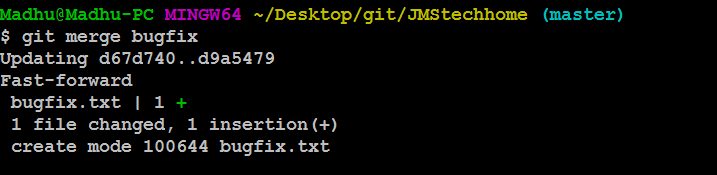 Madhu@Madhu-PC MINGW64 ~/Desktop/git/JMStechhome (master)
$ git merge bugfix
Updating d67d740..d9a5479
Fast-forward
 bugfix.txt | 1 +
 1 file changed, 1 insertion(+)
 create mode 100644 bugfix.txt